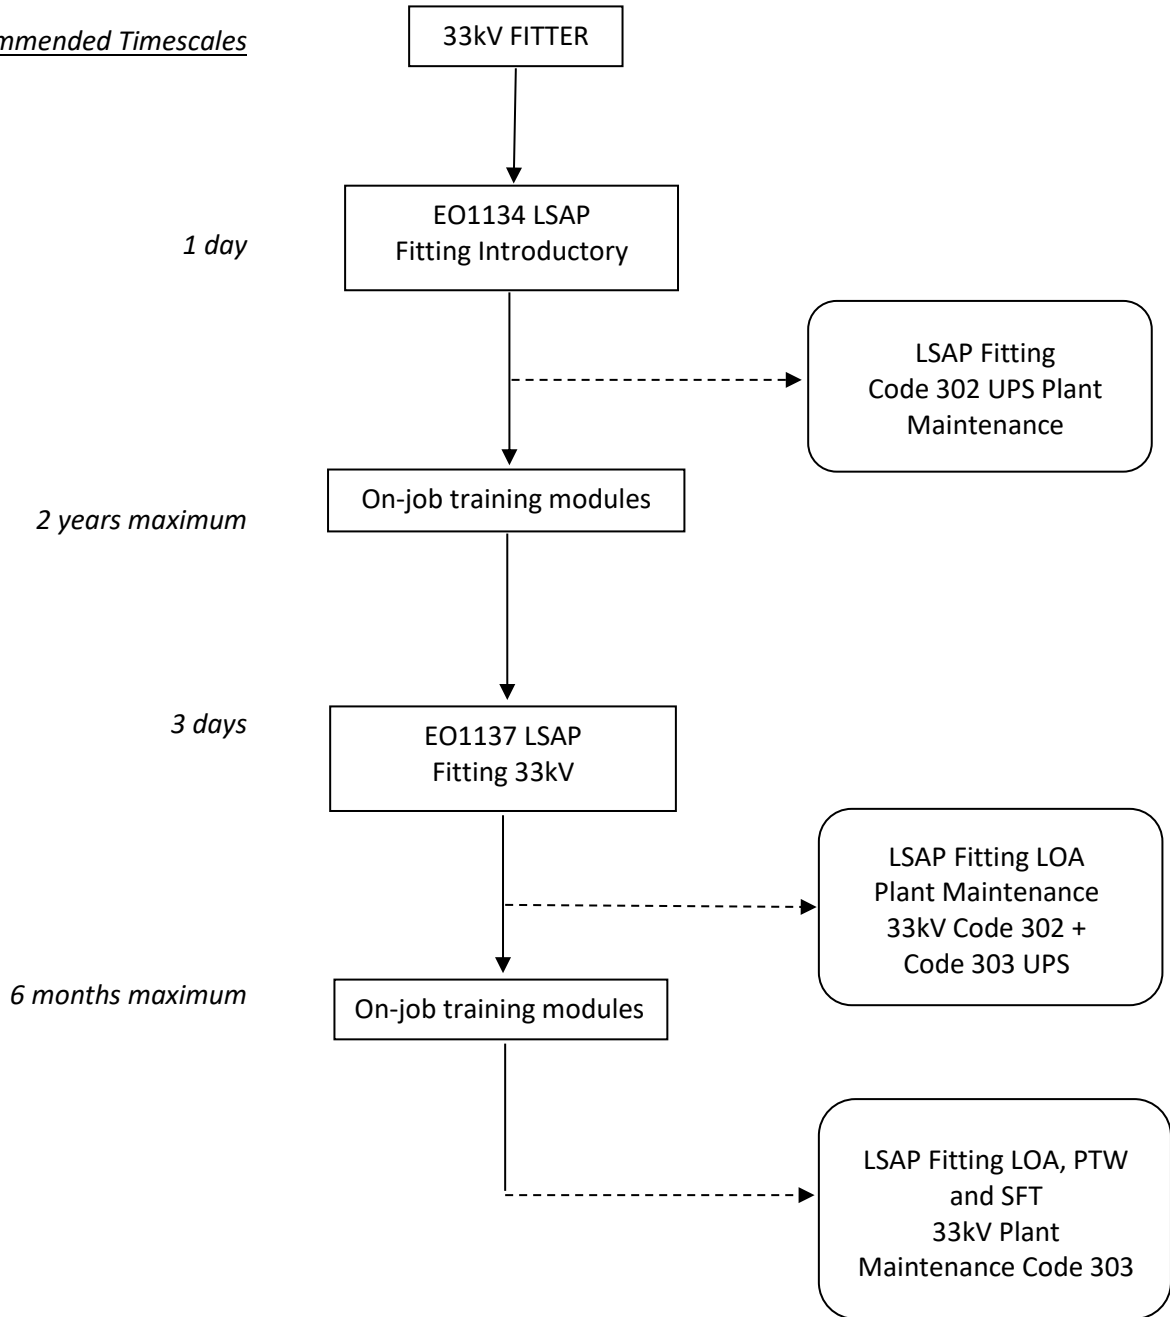 Timescales
33kV FITTER
EO1134 LSAP
Fitting Introductory
1 day
LSAP Fitting
Code 302 UPS Plant
Maintenance
On-job training modules
2 years maximum
3 days
EO1137 LSAP
Fitting 33kV
LSAP Fitting LOA
Plant Maintenance
33kV Code 302 +
Code 303 UPS
6 months maximum
On-job training modules
LSAP Fitting LOA, PTW
and SFT
33kV Plant
Maintenance Code 303